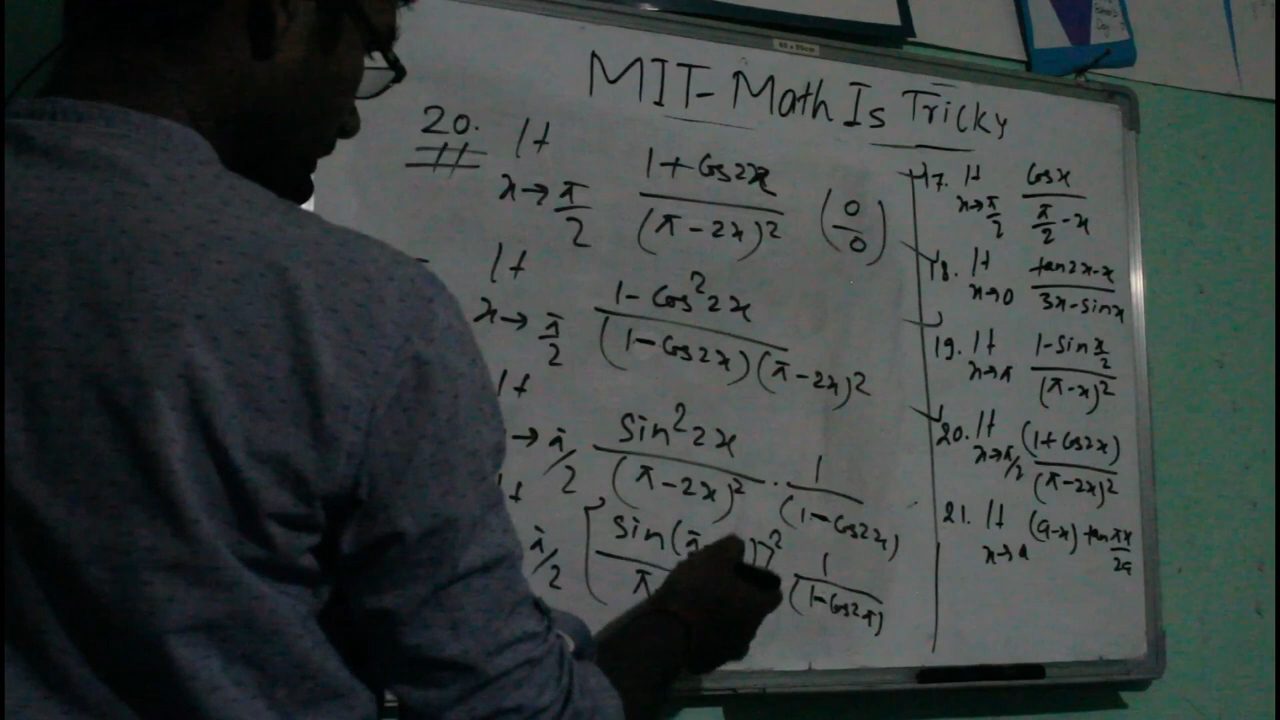 MIT- Math Is Tricky
20. lt x→π/2 (1+Cos2x)/(π-2x)² (0/0)
lt x→π/2 (1-Cos²2x)/((1-Cos2x)(π-2x)²)
lt →π/2 Sin²2x/(π-2x)² · 1/(1-Cos2x)
lt π/2 [Sin(π )/π ]² 1/(1-Cos2x)
17. lt x→π/2 Cosx/(π/2-x)
18. lt x→0 (tan2x-x)/(3x-sinx)
19. lt x→π (1-Sin x/2)/(π-x)²
20. lt x→π/2 (1+Cos2x)/(π-2x)²
21. lt x→a (a-x) tan πx/2a